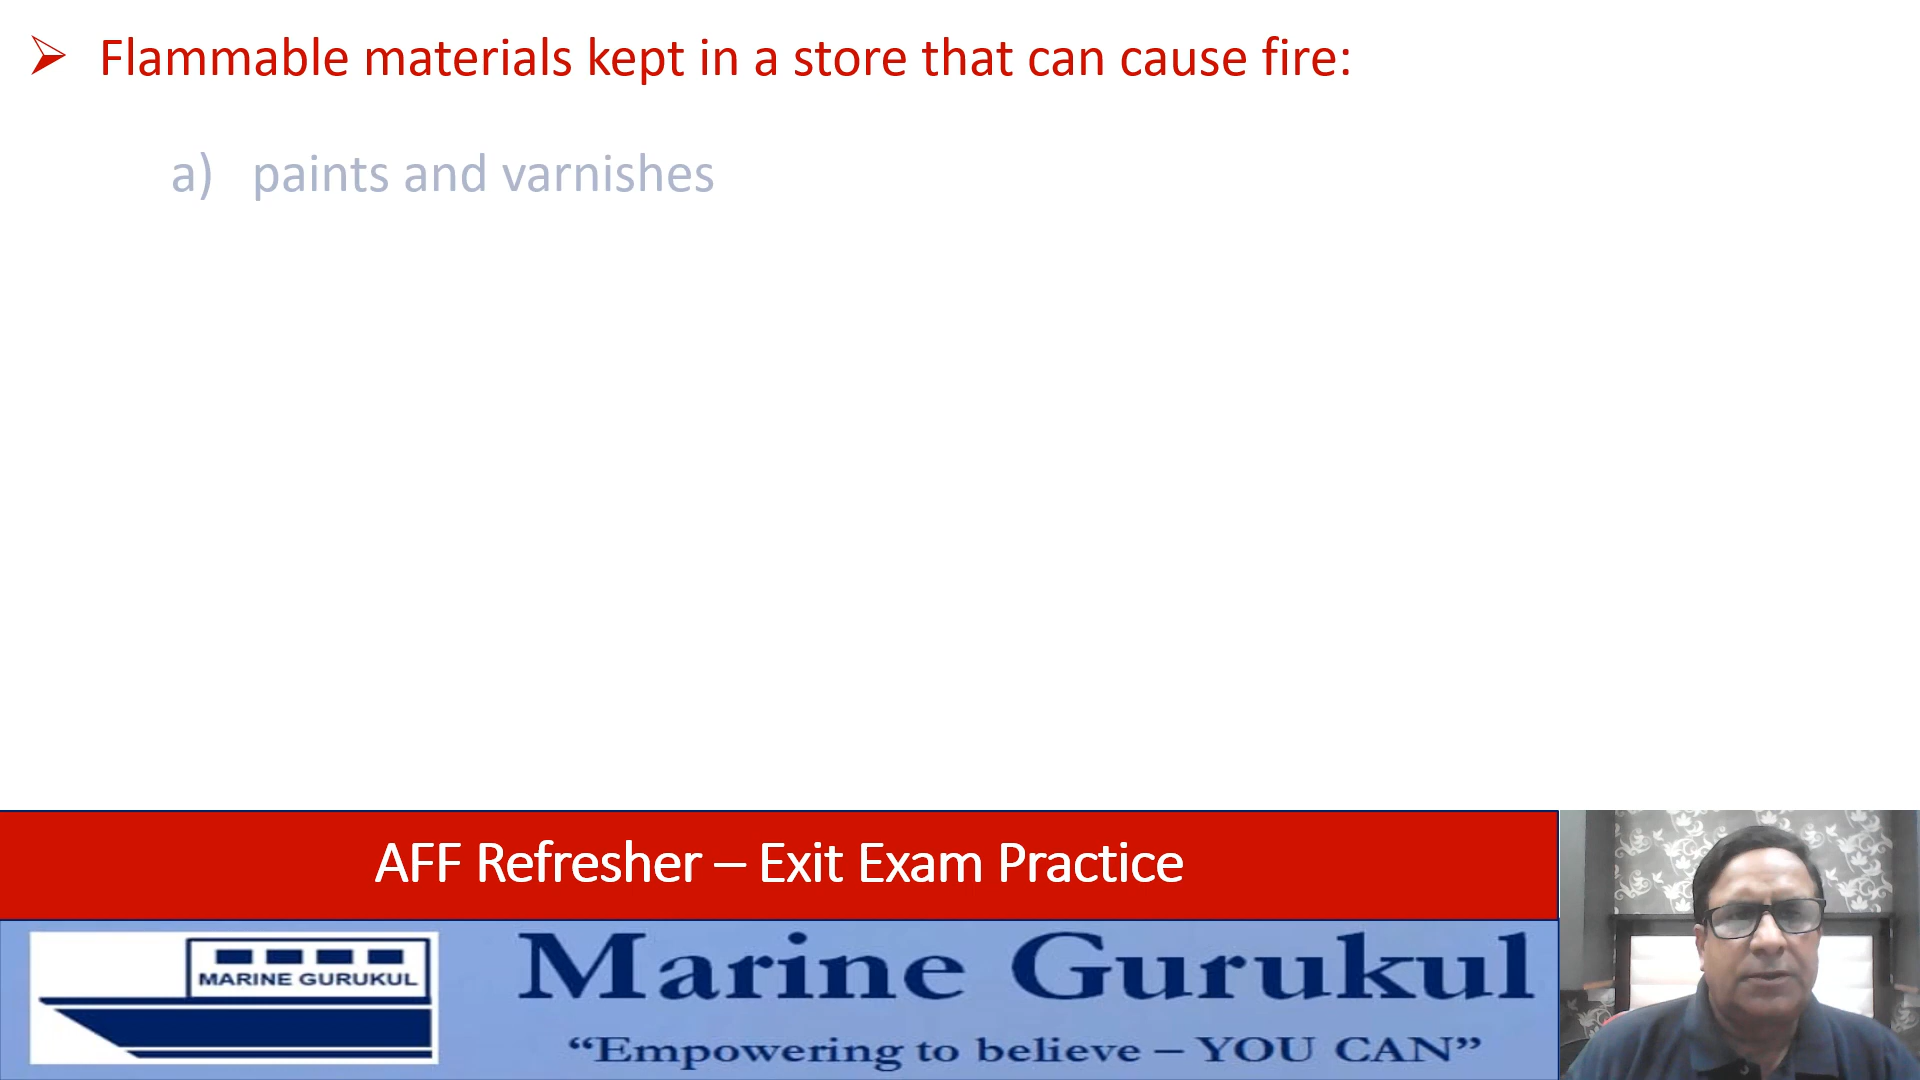 Flammable materials kept in a store that can cause fire:
a) paints and varnishes
AFF Refresher – Exit Exam Practice
MARINE GURUKUL
Marine Gurukul
“Empowering to believe – YOU CAN”